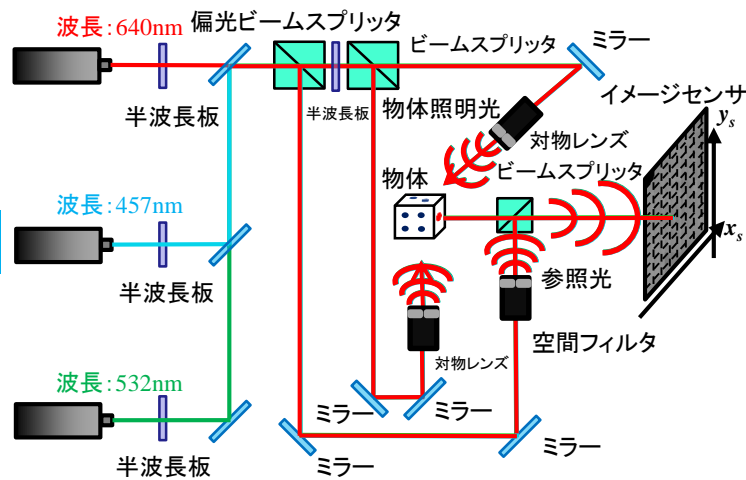 波長:640nm
偏光ビームスプリッタ
ビームスプリッタ
ミラー
半波長板
半波長板
物体照明光
イメージセンサ
対物レンズ
ビームスプリッタ
物体
y_s
x_s
波長:457nm
半波長板
参照光
空間フィルタ
対物レンズ
波長:532nm
ミラー
ミラー
ミラー
ミラー
半波長板